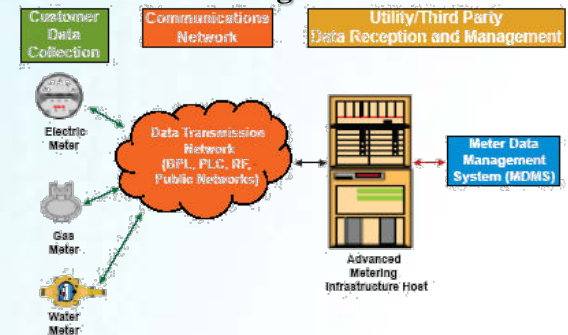 Customer
Data
Collection
Communications
Network
Utility/Third Party
Data Reception and Management
Electric
Meter
Data Transmission
Network
(BPL, PLC, RF,
Public Networks)
Meter Data
Management
System (MDMS)
Gas
Meter
Advanced
Metering
Infrastructure Host
Water
Meter